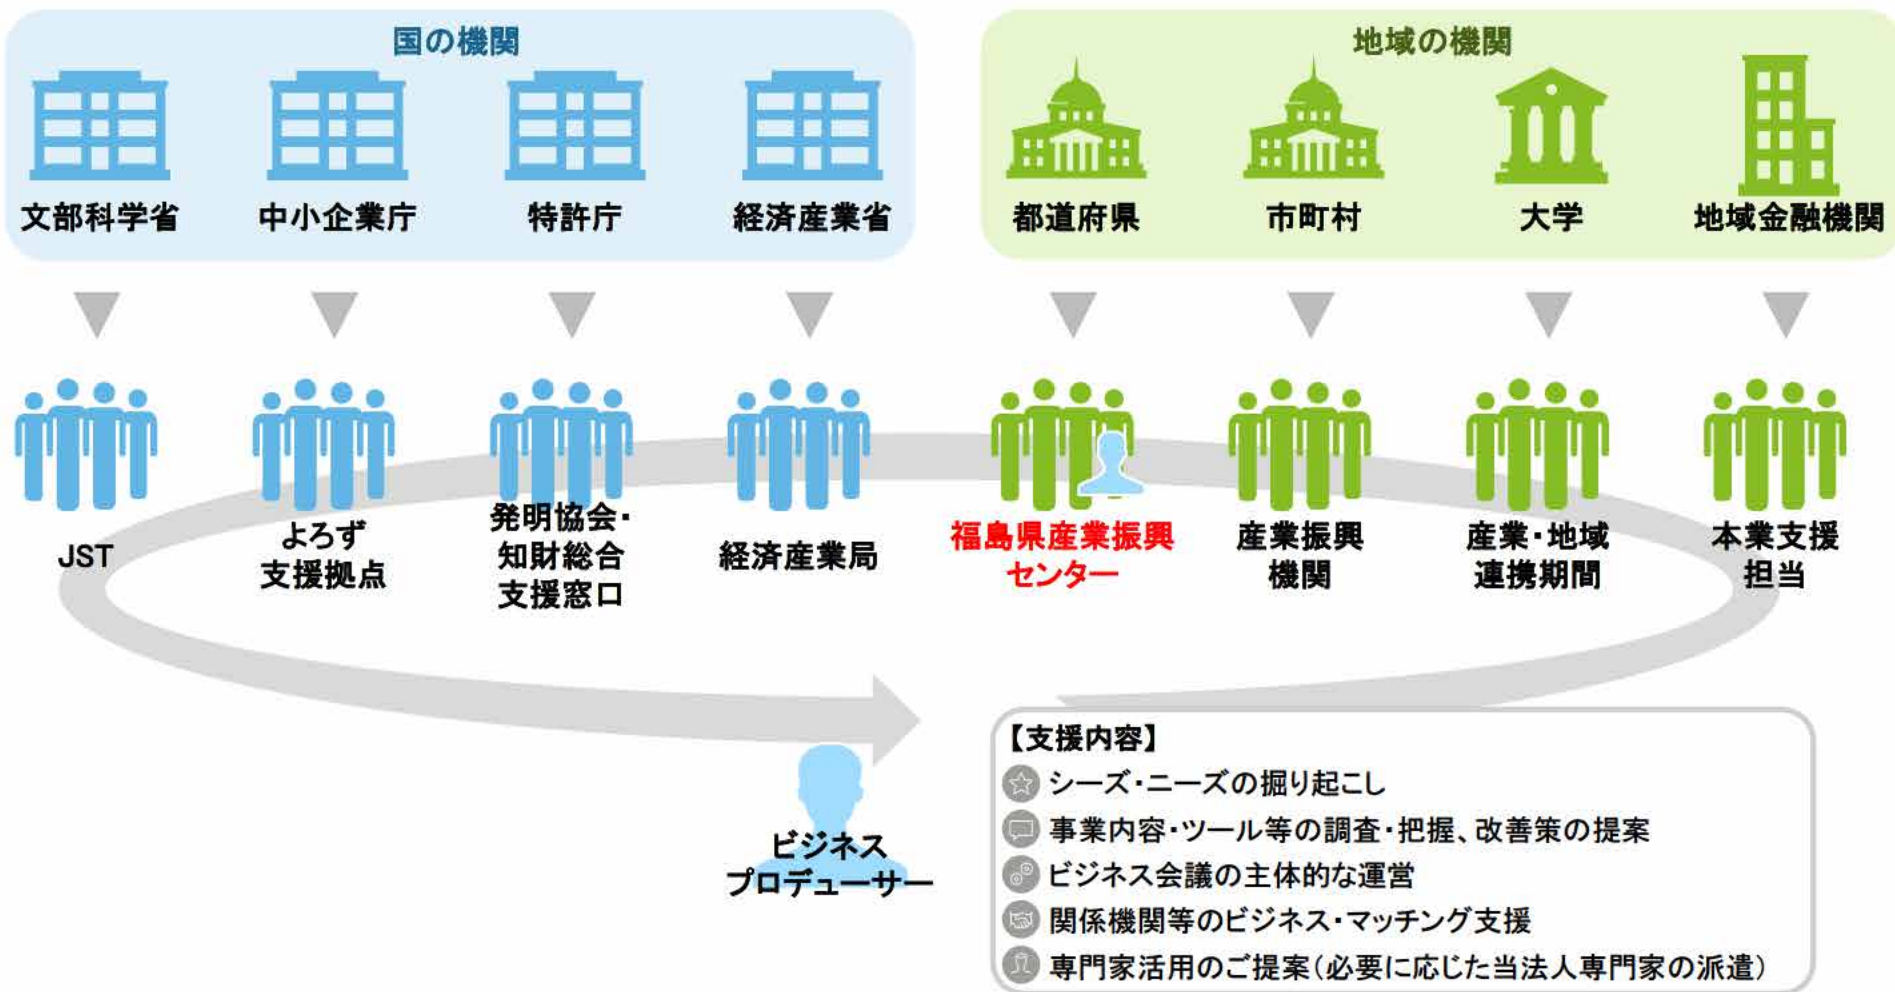 国の機関
文部科学省
中小企業庁
特許庁
経済産業省
地域の機関
都道府県
市町村
大学
地域金融機関
JST
よろず
支援拠点
発明協会・
知財総合
支援窓口
経済産業局
福島県産業振興
センター
産業振興
機関
産業・地域
連携期間
本業支援
担当
ビジネス
プロデューサー
【支援内容】
シーズ・ニーズの掘り起こし
事業内容・ツール等の調査・把握、改善策の提案
ビジネス会議の主体的な運営
関係機関等のビジネス・マッチング支援
専門家活用のご提案(必要に応じた当法人専門家の派遣)